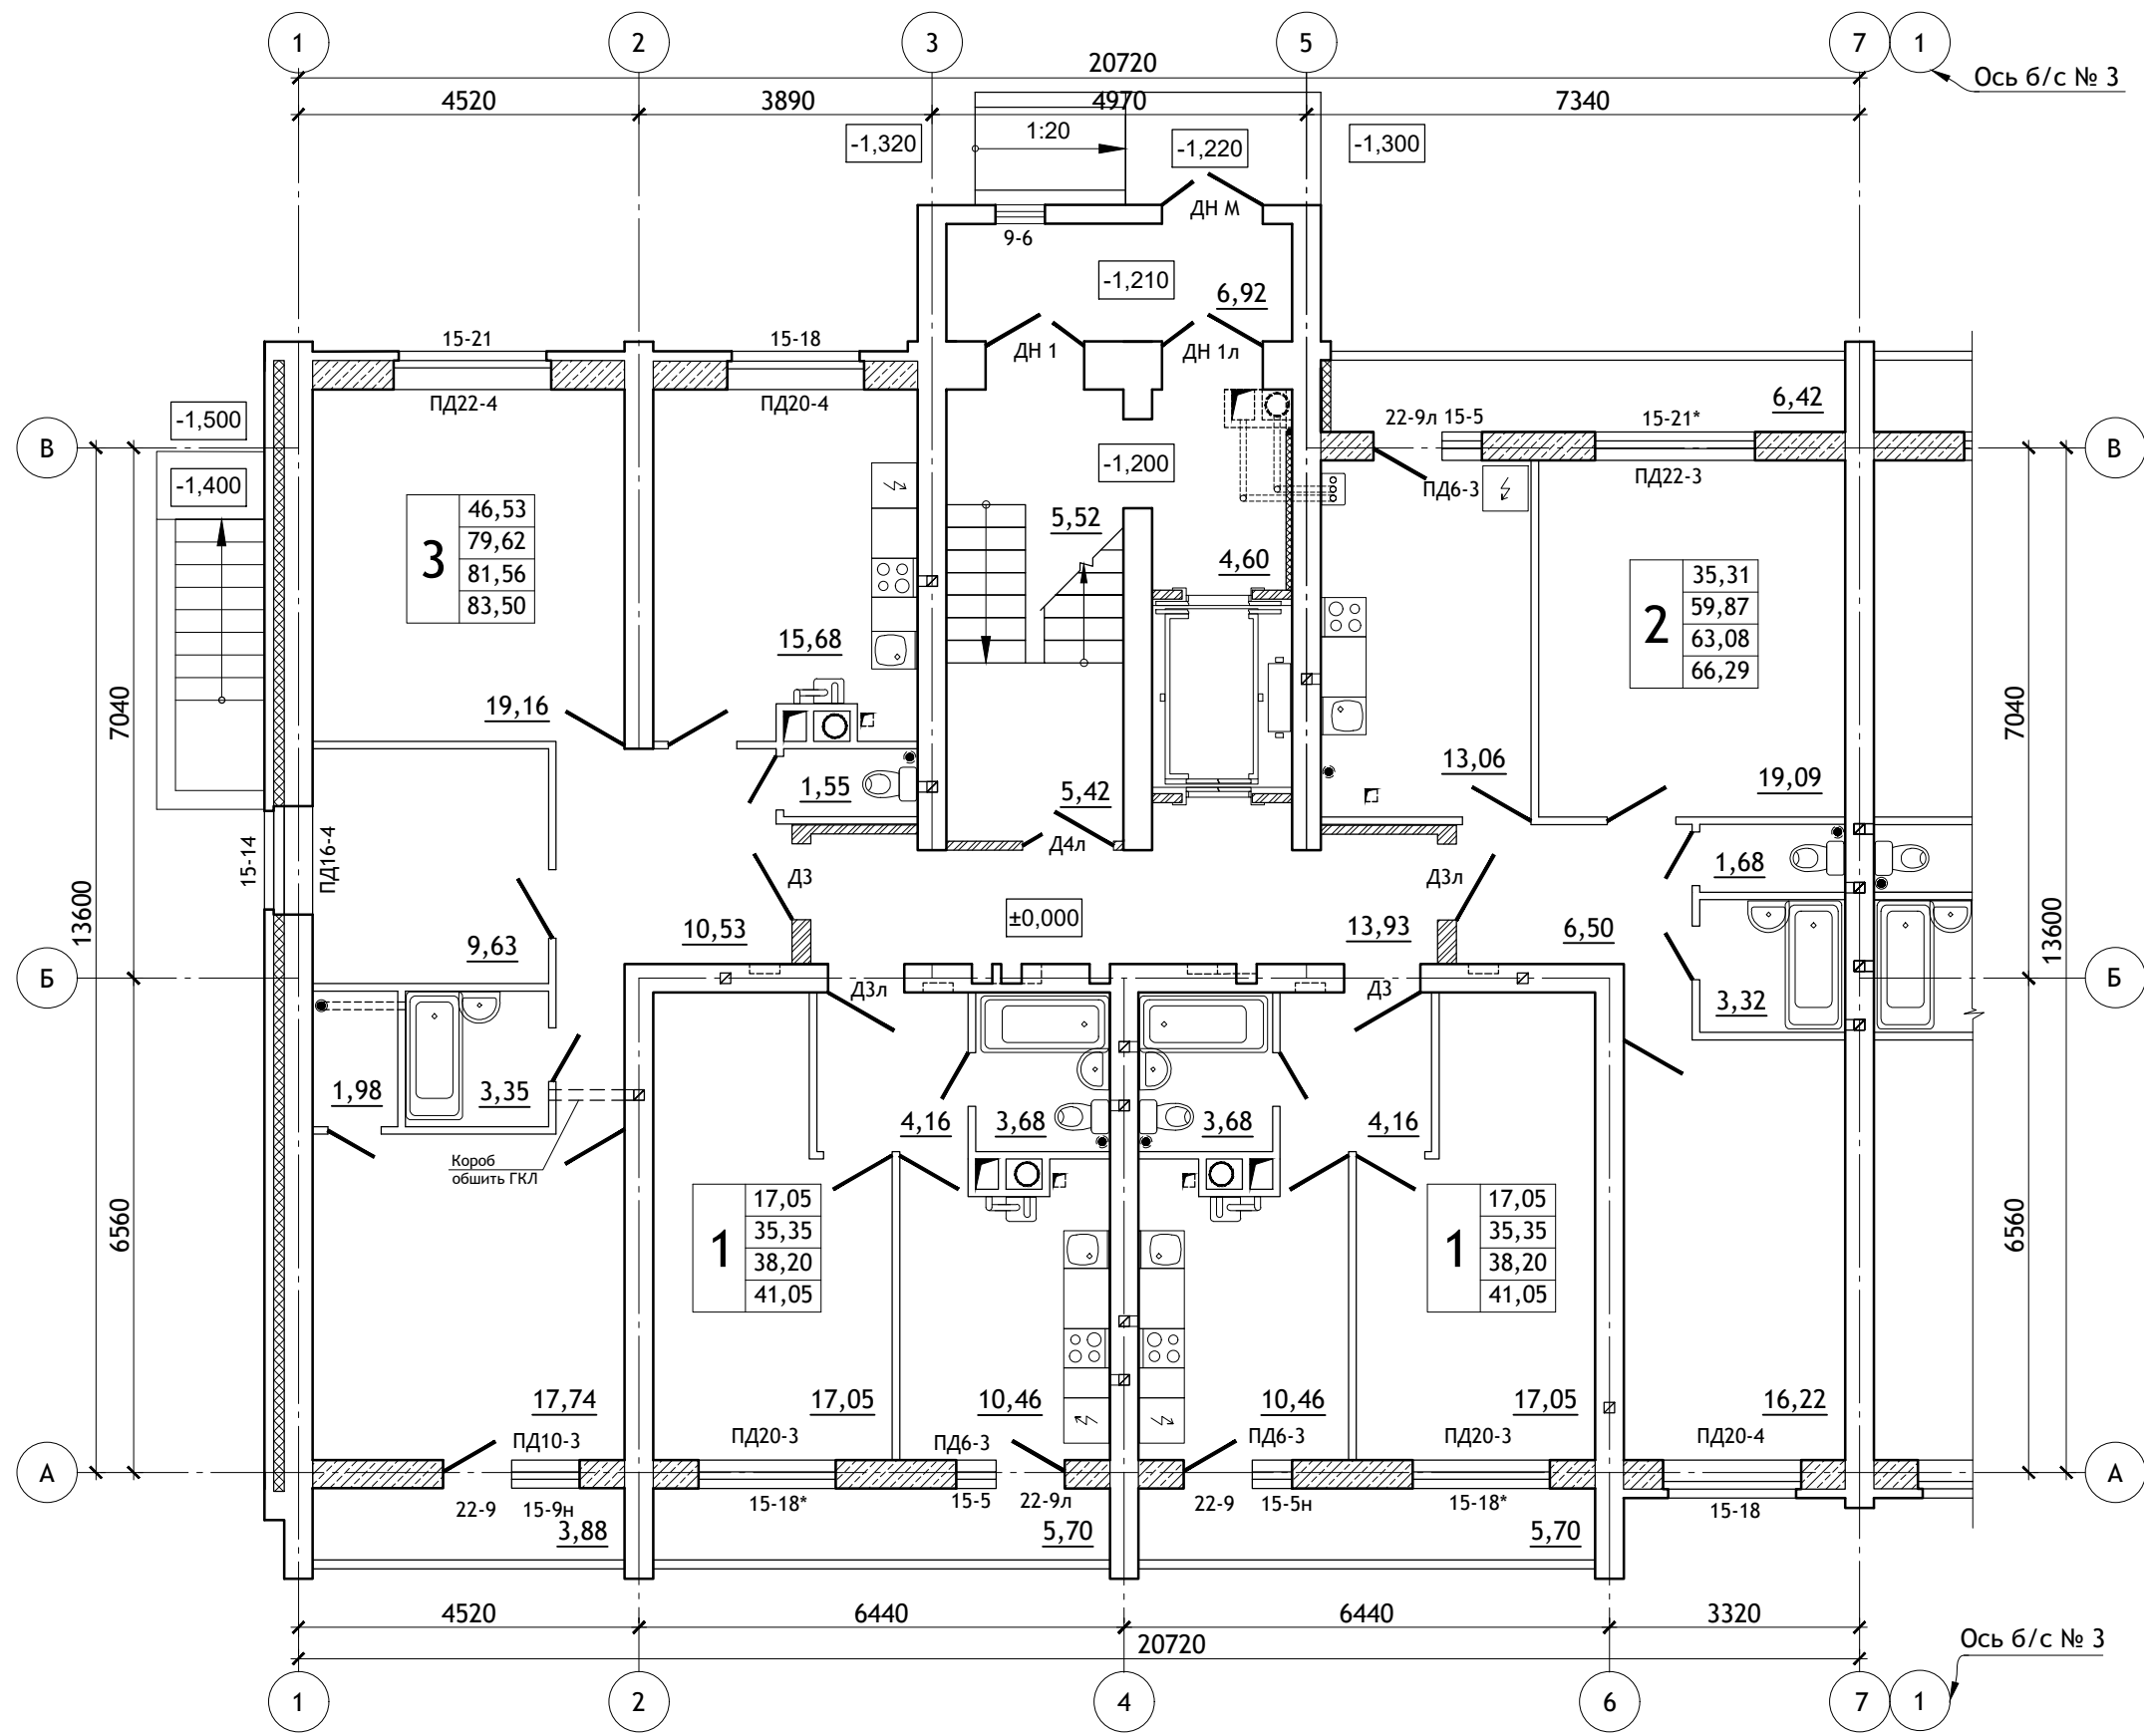 1 2 3 5 7 1
20720
Ось б/с № 3
4520 3890 4970 7340
-1,320 1:20 -1,220 -1,300
ДН М
9-6
-1,210
6,92
15-21 15-18 ДН 1 ДН 1л
ПД22-4 ПД20-4 6,42
-1,500 22-9л 15-5 15-21*
В -1,200 В
-1,400 ПД6-3 ПД22-3
3
46,53
79,62
81,56
83,50
5,52
4,60
2
35,31
59,87
63,08
66,29
15,68
7040 19,16 7040
13,06 19,09
1,55 5,42
Д4л
15-14 ПД16-4 Д3 Д3л 1,68
13600 ±0,000 13600
9,63 10,53 13,93 6,50
Б Д3л Д3 Б
3,32
1,98 3,35 4,16 3,68 3,68 4,16
Короб
обшить ГКЛ
6560 6560
1
17,05
35,35
38,20
41,05
1
17,05
35,35
38,20
41,05
17,74 17,05 10,46 10,46 17,05 16,22
ПД10-3 ПД20-3 ПД6-3 ПД6-3 ПД20-3 ПД20-4
А А
22-9 15-9н 15-18* 15-5 22-9л 22-9 15-5н 15-18* 15-18
3,88 5,70 5,70
4520 6440 6440 3320
20720
Ось б/с № 3
1 2 4 6 7 1